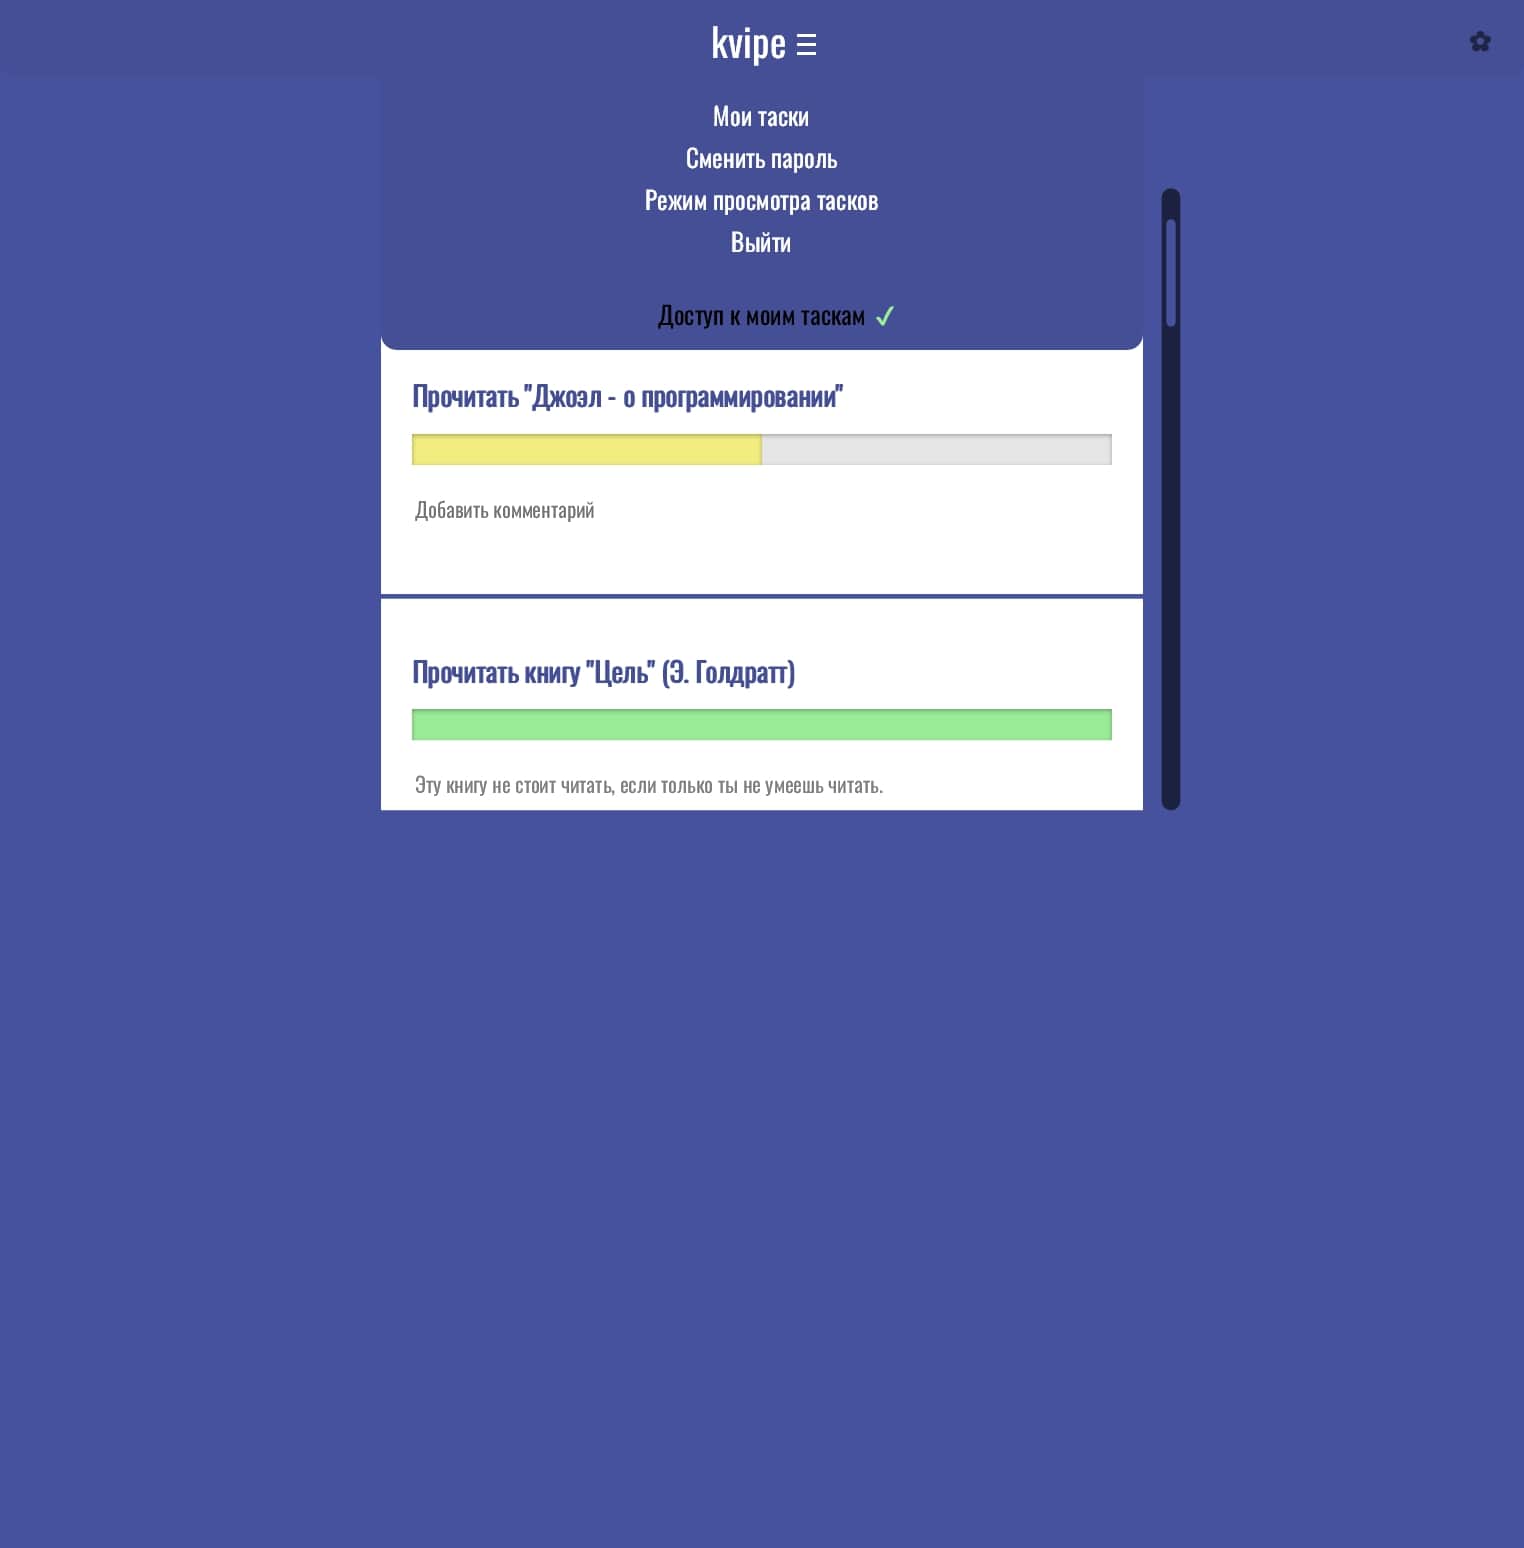 kvipe ☰
✿
Мои таски
Сменить пароль
Режим просмотра тасков
Выйти
Доступ к моим таскам ✓
Прочитать "Джоэл - о программировании"
Добавить комментарий
Прочитать книгу "Цель" (Э. Голдратт)
Эту книгу не стоит читать, если только ты не умеешь читать.